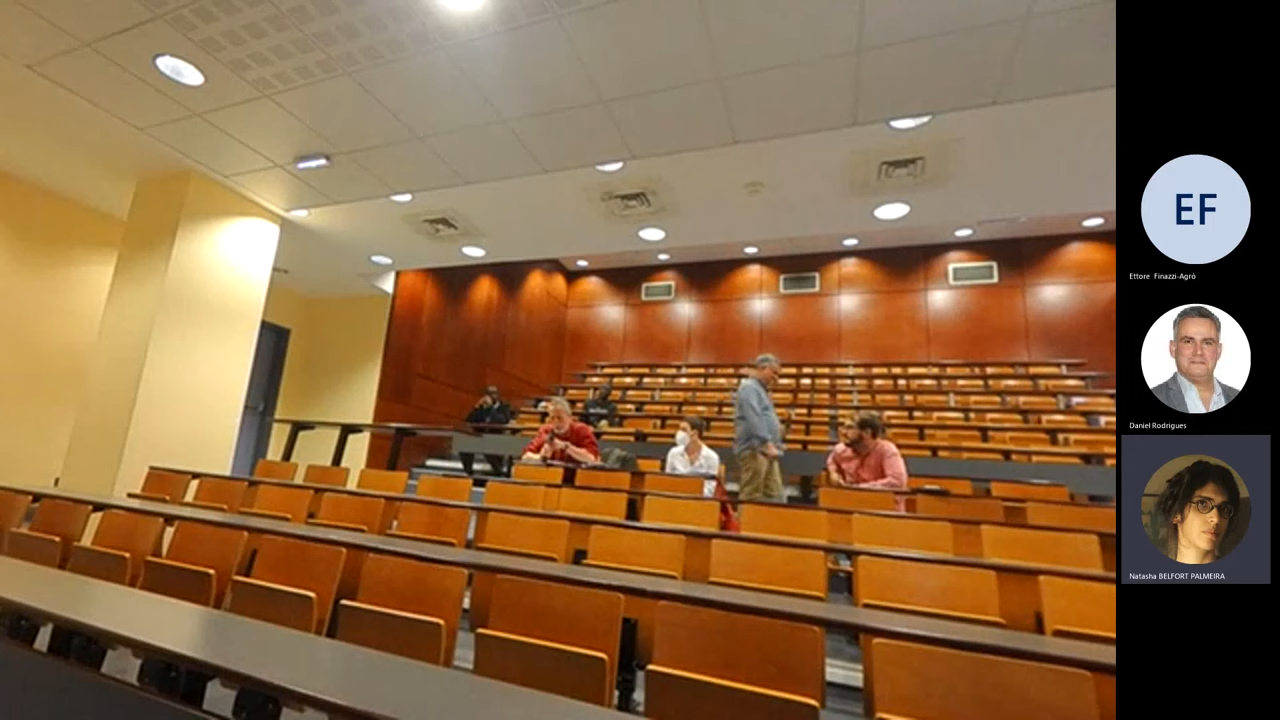 EF
Ettore Finazzi-Agrò
Daniel Rodrigues
Natasha BELFORT PALMEIRA